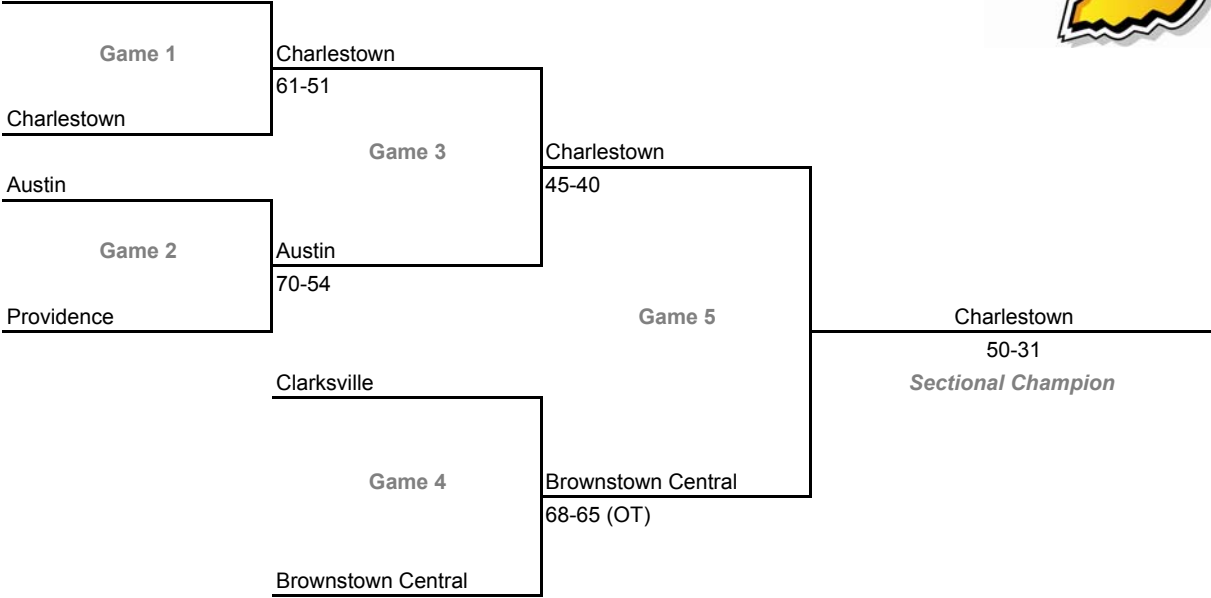 Game 1
Charlestown
61-51
Charlestown
Game 3
Charlestown
45-40
Austin
Game 2
Austin
70-54
Providence
Game 5
Charlestown
50-31
Sectional Champion
Clarksville
Game 4
Brownstown Central
68-65 (OT)
Brownstown Central